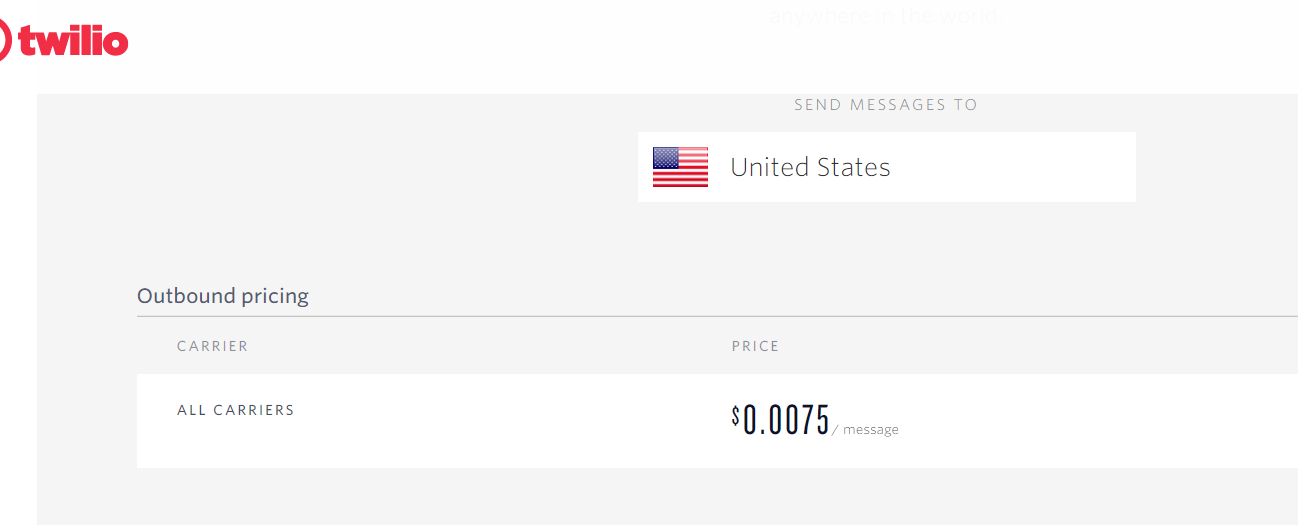 anywhere in the world
twilio
SEND MESSAGES TO
United States
Outbound pricing
CARRIER PRICE
ALL CARRIERS $0.0075 / message